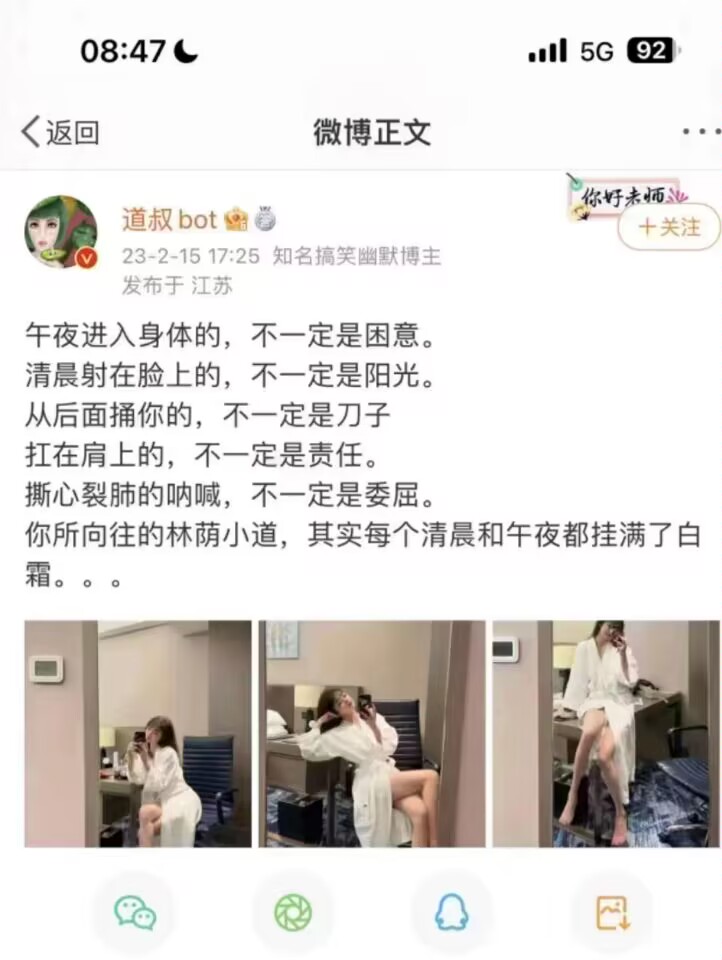 08:47
5G
92
返回
微博正文
你好老师
道叔bot
十关注
23-2-15 17:25 知名搞笑幽默博主
发布于 江苏
午夜进入身体的，不一定是困意。
清晨射在脸上的，不一定是阳光。
从后面捅你的，不一定是刀子
扛在肩上的，不一定是责任。
撕心裂肺的呐喊，不一定是委屈。
你所向往的林荫小道，其实每个清晨和午夜都挂满了白
霜。。。